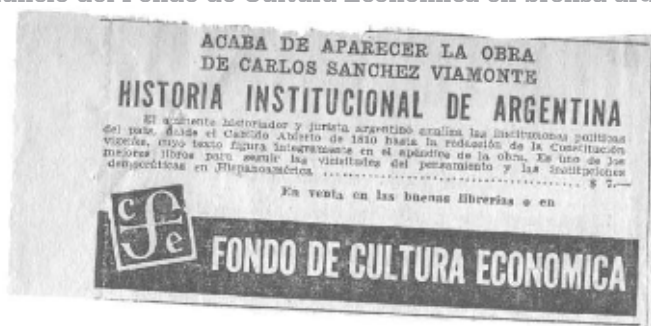 ACABA DE APARECER LA OBRA
DE CARLOS SANCHEZ VIAMONTE
HISTORIA INSTITUCIONAL DE ARGENTINA
El eminente historiador y jurista argentino analiza las instituciones políticas
del país, desde el Cabildo Abierto de 1810 hasta la redacción de la Constitución
vigente, cuyo texto figura íntegramente en el apéndice de la obra. Es uno de los
mejores libros para seguir las vicisitudes del pensamiento y las instituciones
democráticas en Hispanoamérica ........................................ $ 7.—
En venta en las buenas librerías o en
c f e
FONDO DE CULTURA ECONOMICA